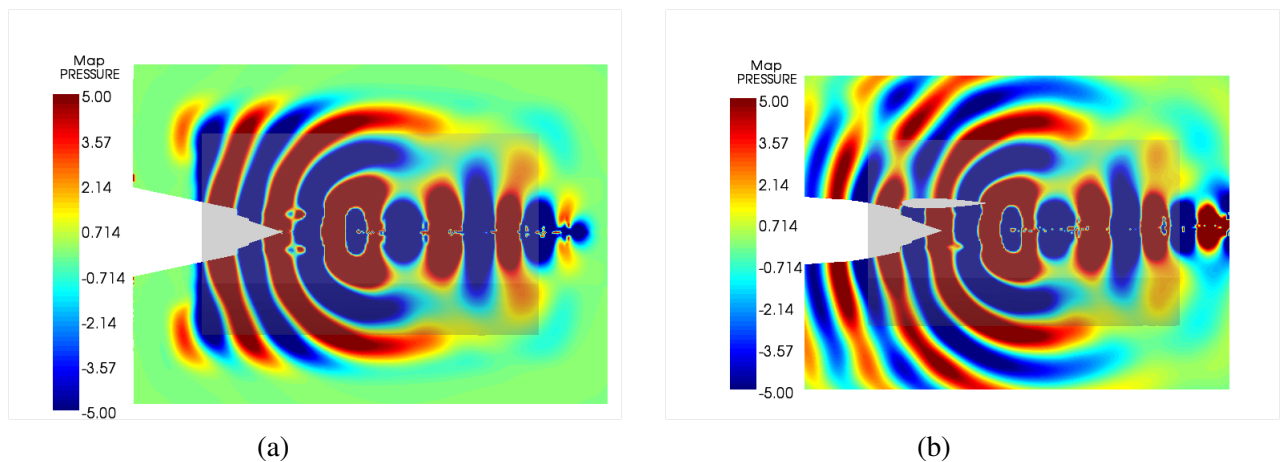 Map
PRESSURE
5.00
3.57
2.14
0.714
-0.714
-2.14
-3.57
-5.00
(a)
Map
PRESSURE
5.00
3.57
2.14
0.714
-0.714
-2.14
-3.57
-5.00
(b)